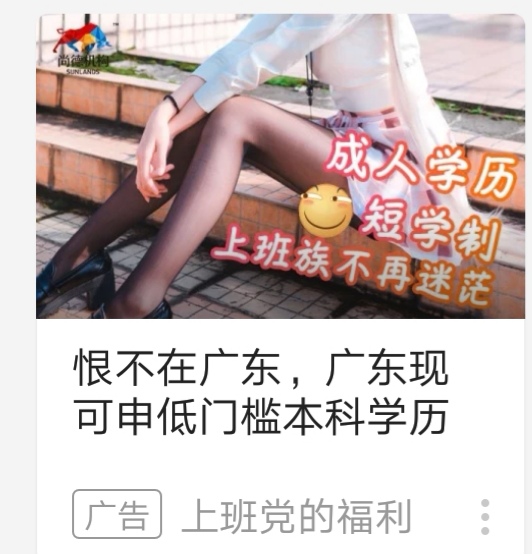 尚德机构
SUNLANDS
成人学历
短学制
上班族不再迷茫
恨不在广东，广东现
可申低门槛本科学历
广告 上班党的福利